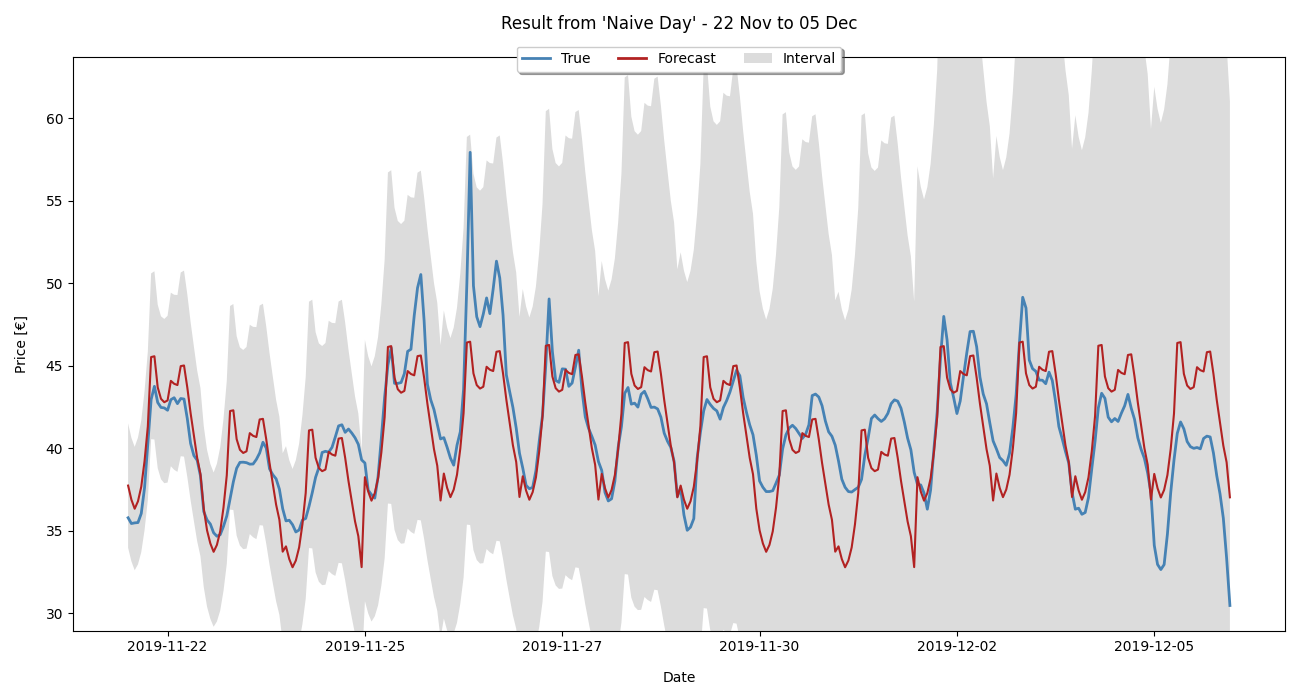 Result from 'Naive Day' - 22 Nov to 05 Dec
True Forecast Interval
60
55
50
45
40
35
30
Price [€]
2019-11-22 2019-11-25 2019-11-27 2019-11-30 2019-12-02 2019-12-05
Date